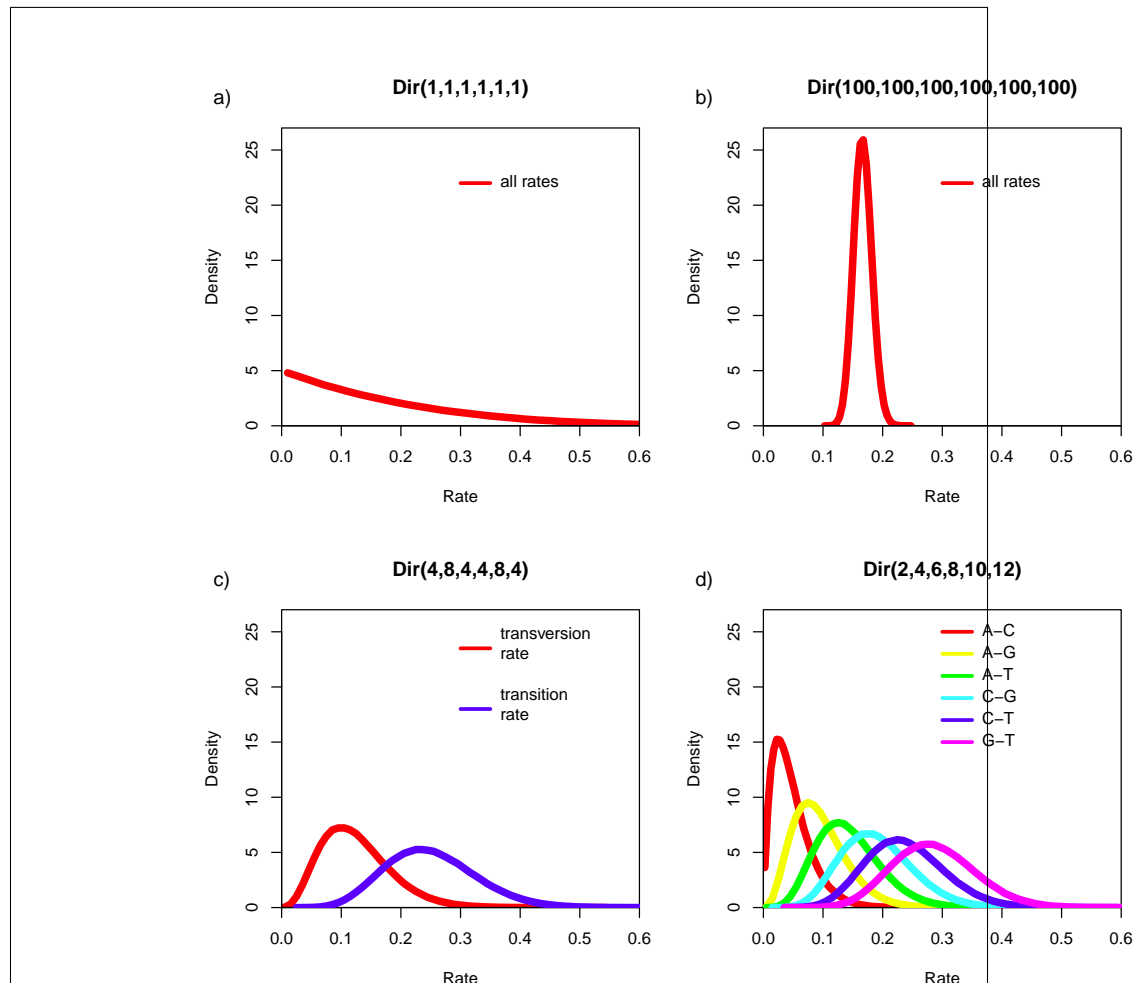 a)
Dir(1,1,1,1,1,1)
25
20
15
10
5
0
Density
all rates
0.0 0.1 0.2 0.3 0.4 0.5 0.6
Rate
b)
Dir(100,100,100,100,100,100)
25
20
15
10
5
0
Density
all rates
0.0 0.1 0.2 0.3 0.4 0.5 0.6
Rate
c)
Dir(4,8,4,4,8,4)
25
20
15
10
5
0
Density
transversion
rate
transition
rate
0.0 0.1 0.2 0.3 0.4 0.5 0.6
Rate
d)
Dir(2,4,6,8,10,12)
25
20
15
10
5
0
Density
A−C
A−G
A−T
C−G
C−T
G−T
0.0 0.1 0.2 0.3 0.4 0.5 0.6
Rate